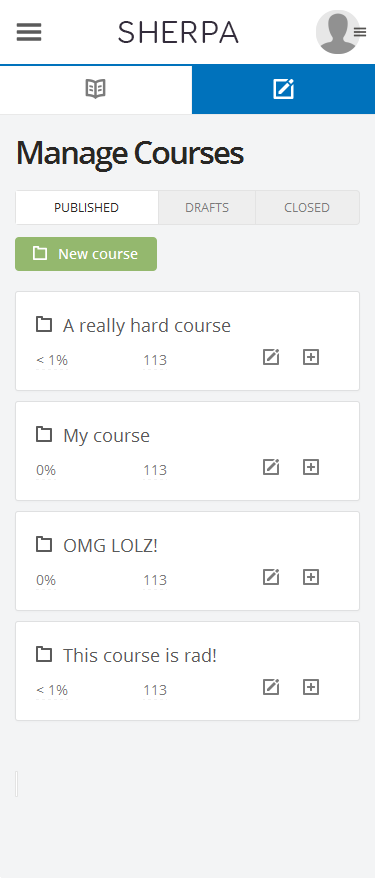 SHERPA
Manage Courses
PUBLISHED DRAFTS CLOSED
New course
A really hard course
< 1% 113
My course
0% 113
OMG LOLZ!
0% 113
This course is rad!
< 1% 113